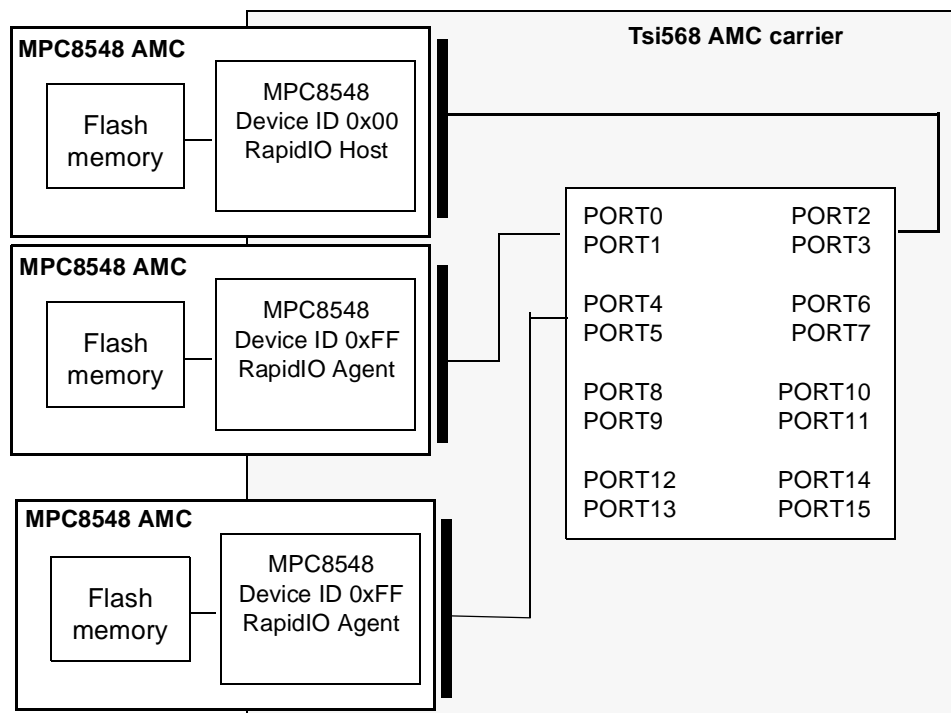 Tsi568 AMC carrier
MPC8548 AMC
Flash
memory
MPC8548
Device ID 0x00
RapidIO Host
MPC8548 AMC
Flash
memory
MPC8548
Device ID 0xFF
RapidIO Agent
MPC8548 AMC
Flash
memory
MPC8548
Device ID 0xFF
RapidIO Agent
PORT0 PORT2
PORT1 PORT3
PORT4 PORT6
PORT5 PORT7
PORT8 PORT10
PORT9 PORT11
PORT12 PORT14
PORT13 PORT15